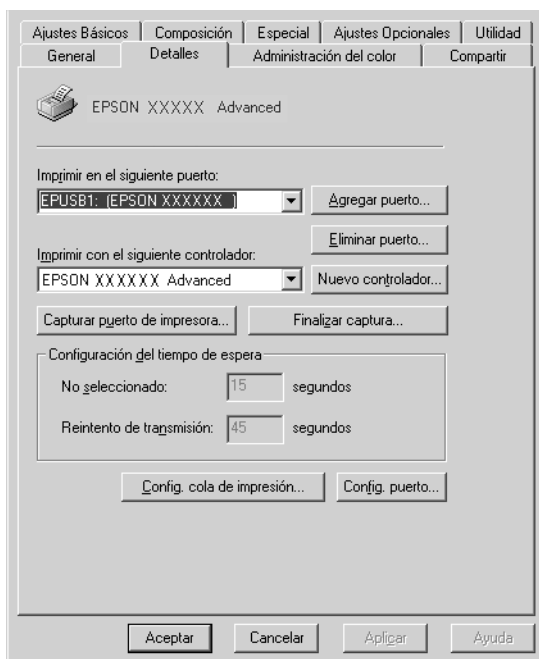 Ajustes Básicos Composición Especial Ajustes Opcionales Utilidad
General Detalles Administración del color Compartir
EPSON XXXXX Advanced
Imprimir en el siguiente puerto:
EPUSB1: (EPSON XXXXXX ) Agregar puerto...
Eliminar puerto...
Imprimir con el siguiente controlador:
EPSON XXXXXX Advanced Nuevo controlador...
Capturar puerto de impresora... Finalizar captura...
Configuración del tiempo de espera
No seleccionado: 15 segundos
Reintento de transmisión: 45 segundos
Config. cola de impresión... Config. puerto...
Aceptar Cancelar Aplicar Ayuda